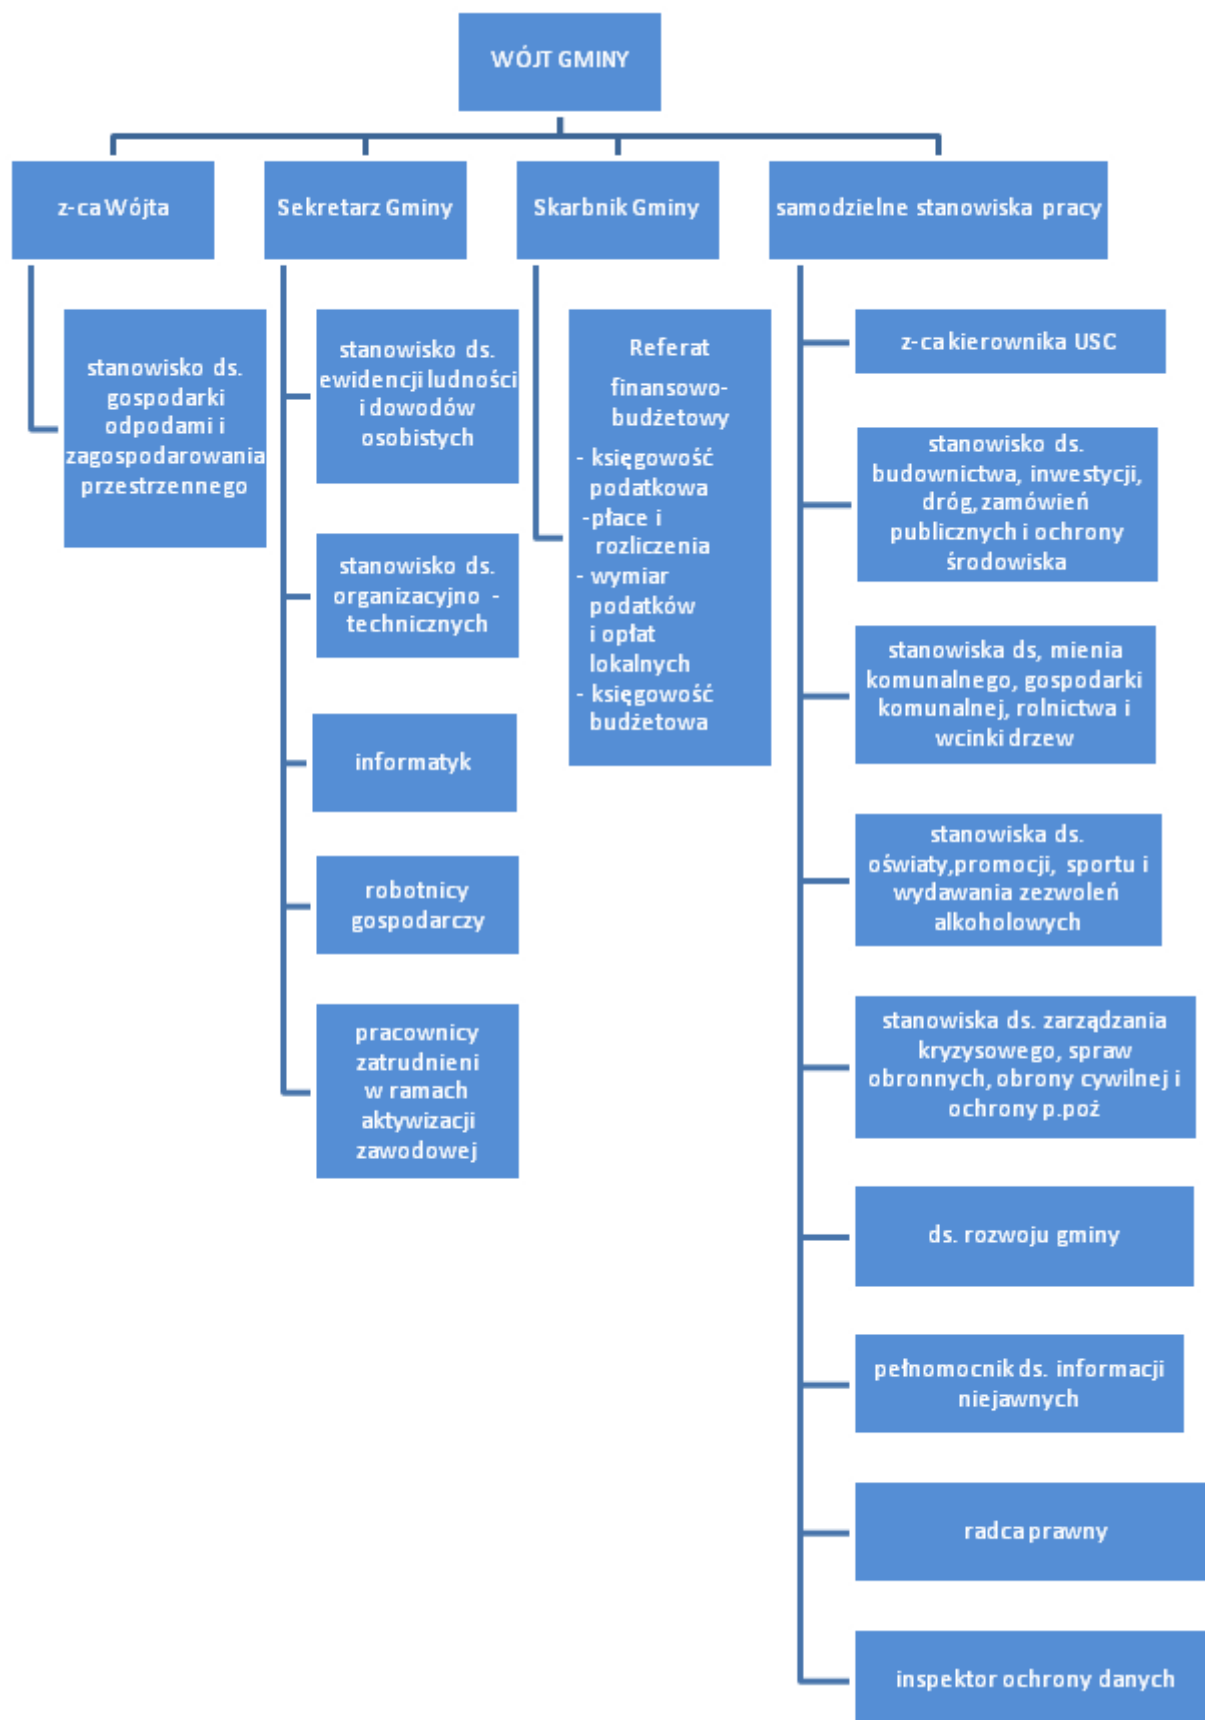 WÓJT GMINY
z-ca Wójta
stanowisko ds.
gospodarki
odpodami i
zagospodarowania
przestrzennego
Sekretarz Gminy
stanowisko ds.
ewidencji ludności
i dowodów
osobistych
stanowisko ds.
organizacyjno -
technicznych
informatyk
robotnicy
gospodarczy
pracownicy
zatrudnieni
w ramach
aktywizacji
zawodowej
Skarbnik Gminy
Referat
finansowo-
budżetowy
- księgowość
podatkowa
-płace i
rozliczenia
- wymiar
podatków
i opłat
lokalnych
- księgowość
budżetowa
samodzielne stanowiska pracy
z-ca kierownika USC
stanowisko ds.
budownictwa, inwestycji,
dróg, zamówień
publicznych i ochrony
środowiska
stanowiska ds, mienia
komunalnego, gospodarki
komunalnej, rolnictwa i
wcinki drzew
stanowiska ds.
oświaty,promocji, sportu i
wydawania zezwoleń
alkoholowych
stanowiska ds. zarządzania
kryzysowego, spraw
obronnych, obrony cywilnej i
ochrony p.poż
ds. rozwoju gminy
pełnomocnik ds. informacji
niejawnych
radca prawny
inspektor ochrony danych